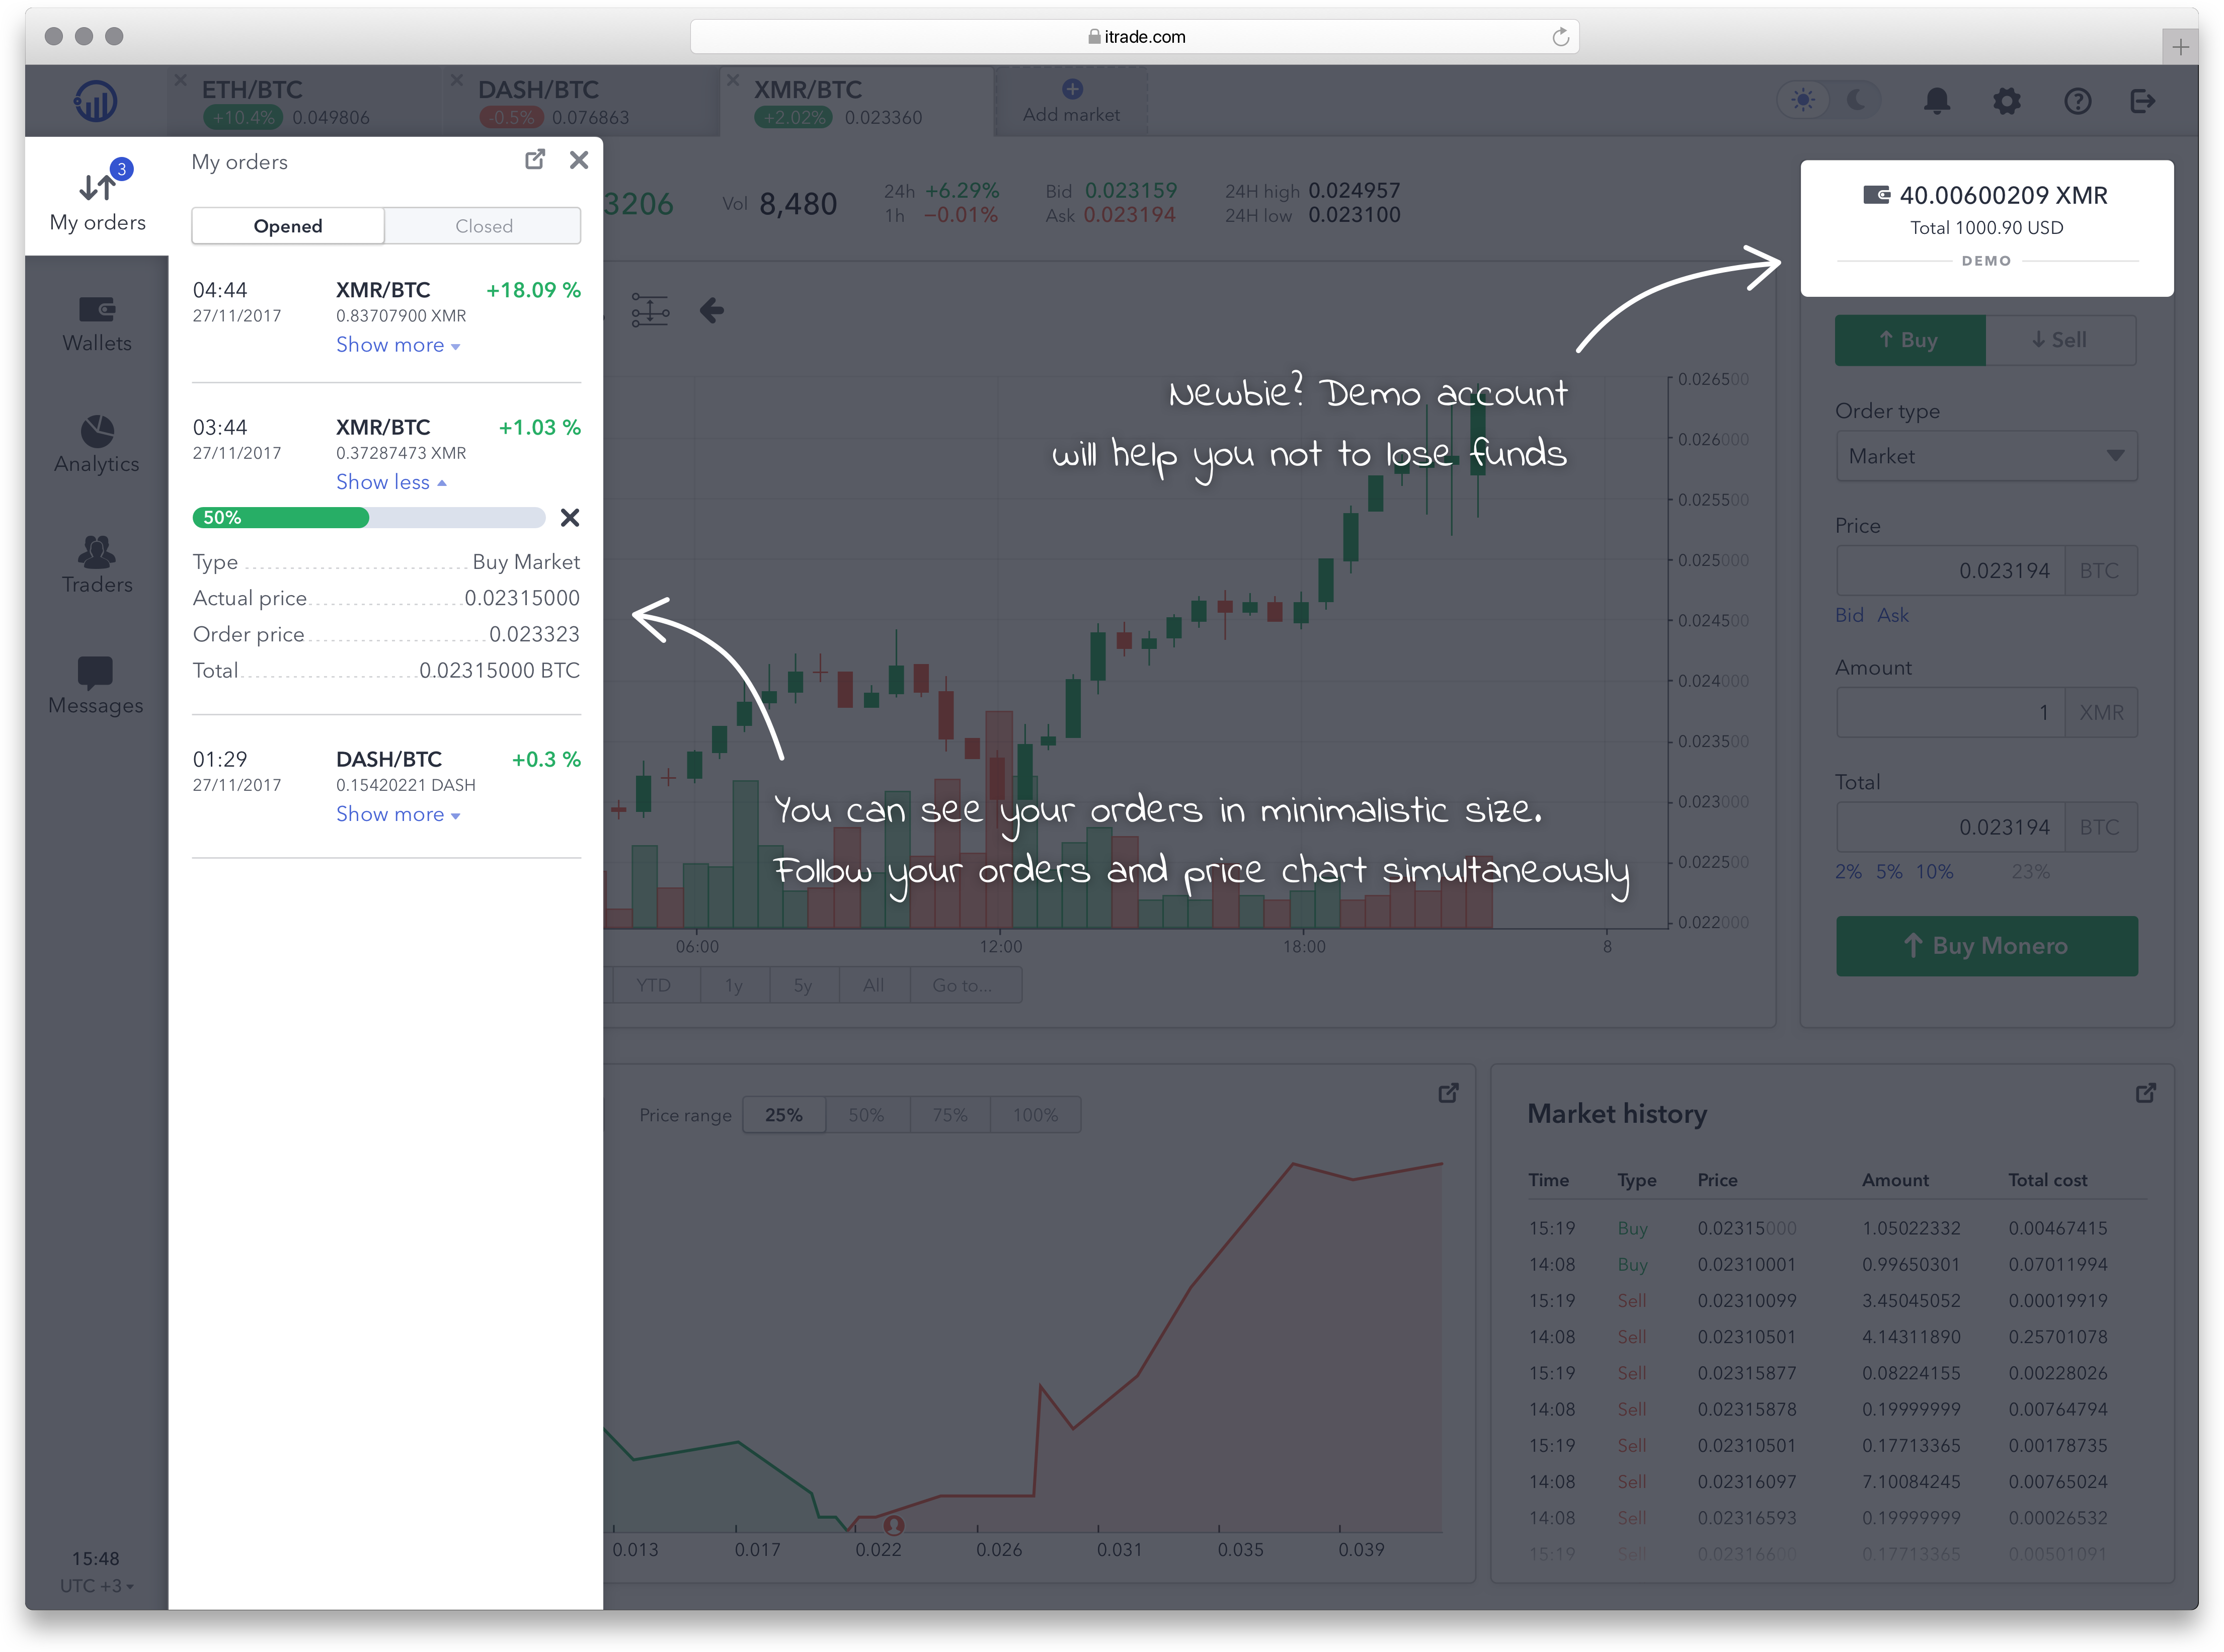 itrade.com
ETH/BTC
+10.4% 0.049806
DASH/BTC
-0.5% 0.076863
XMR/BTC
+2.02% 0.023360
Add market
My orders
3
My orders
Wallets
Analytics
Traders
Messages
15:48
UTC +3
Opened Closed
04:44 XMR/BTC +18.09 %
27/11/2017 0.83707900 XMR
Show more
03:44 XMR/BTC +1.03 %
27/11/2017 0.37287473 XMR
Show less
50%
Type Buy Market
Actual price 0.02315000
Order price 0.023323
Total 0.02315000 BTC
01:29 DASH/BTC +0.3 %
27/11/2017 0.15420221 DASH
Show more
3206
Vol 8,480
24h +6.29%
1h −0.01%
Bid 0.023159
Ask 0.023194
24H high 0.024957
24H low 0.023100
40.00600209 XMR
Total 1000.90 USD
DEMO
Newbie? Demo account
will help you not to lose funds
You can see your orders in minimalistic size.
Follow your orders and price chart simultaneously
0.026500
0.026000
0.025500
0.025000
0.024500
0.024000
0.023500
0.023000
0.022500
0.022000
06:00 12:00 18:00 8
YTD 1y 5y All Go to...
Buy Sell
Order type
Market
Price
0.023194 BTC
Bid Ask
Amount
1 XMR
Total
0.023194 BTC
2% 5% 10% 23%
Buy Monero
Price range 25% 50% 75% 100%
0.013 0.017 0.022 0.026 0.031 0.035 0.039
Market history
Time Type Price Amount Total cost
15:19 Buy 0.02315000 1.05022332 0.00467415
14:08 Buy 0.02310001 0.99650301 0.07011994
15:19 Sell 0.02310099 3.45045052 0.00019919
14:08 Sell 0.02310501 4.14311890 0.25701078
15:19 Sell 0.02315877 0.08224155 0.00228026
14:08 Sell 0.02315878 0.19999999 0.00764794
15:19 Sell 0.02310501 0.17713365 0.00178735
14:08 Sell 0.02316097 7.10084245 0.00765024
14:08 Sell 0.02316593 0.19999999 0.00026532
15:19 Sell 0.02316600 0.17713365 0.00501091